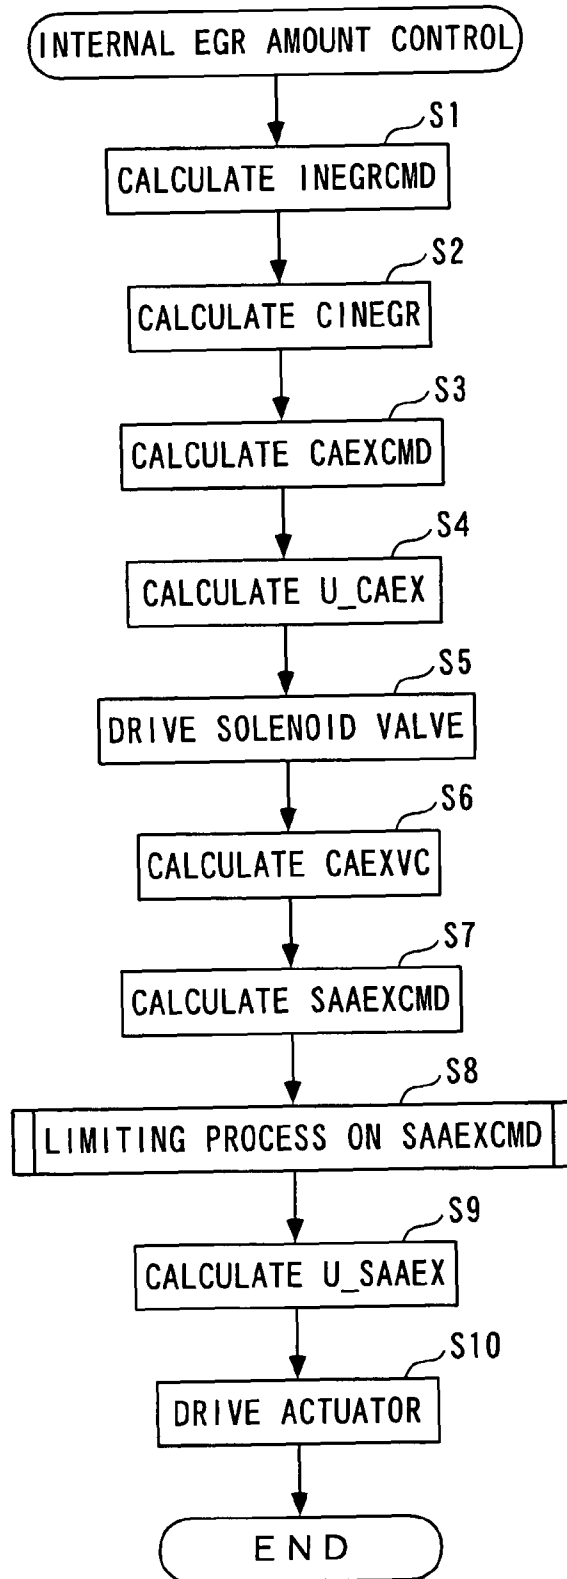 INTERNAL EGR AMOUNT CONTROL
S1
CALCULATE INEGRCMD
S2
CALCULATE CINEGR
S3
CALCULATE CAEXCMD
S4
CALCULATE U_CAEX
S5
DRIVE SOLENOID VALVE
S6
CALCULATE CAEXVC
S7
CALCULATE SAAEXCMD
S8
LIMITING PROCESS ON SAAEXCMD
S9
CALCULATE U_SAAEX
S10
DRIVE ACTUATOR
END